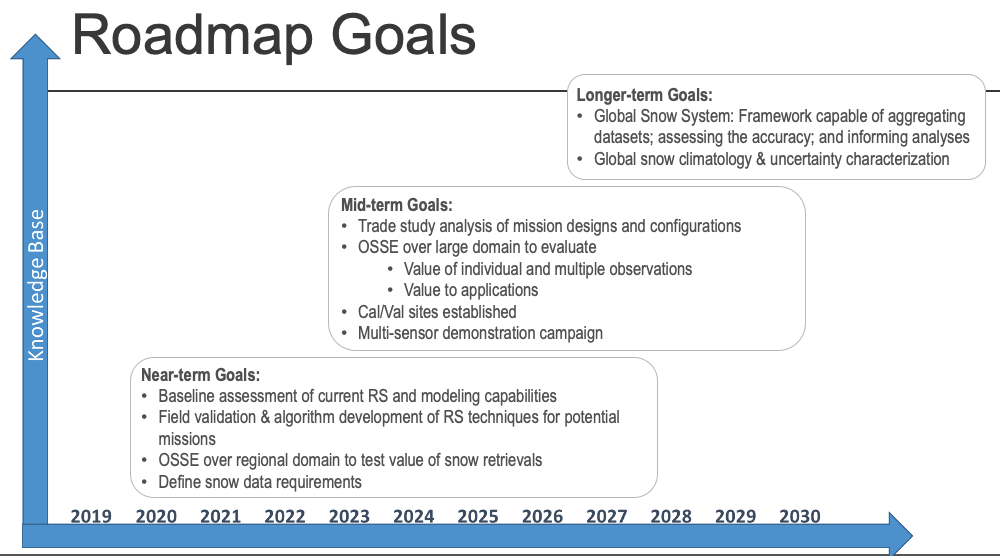 Roadmap Goals
Longer-term Goals:
• Global Snow System: Framework capable of aggregating
datasets; assessing the accuracy; and informing analyses
• Global snow climatology & uncertainty characterization
Mid-term Goals:
• Trade study analysis of mission designs and configurations
• OSSE over large domain to evaluate
• Value of individual and multiple observations
• Value to applications
• Cal/Val sites established
• Multi-sensor demonstration campaign
Knowledge Base
Near-term Goals:
• Baseline assessment of current RS and modeling capabilities
• Field validation & algorithm development of RS techniques for potential
missions
• OSSE over regional domain to test value of snow retrievals
• Define snow data requirements
2019 2020 2021 2022 2023 2024 2025 2026 2027 2028 2029 2030